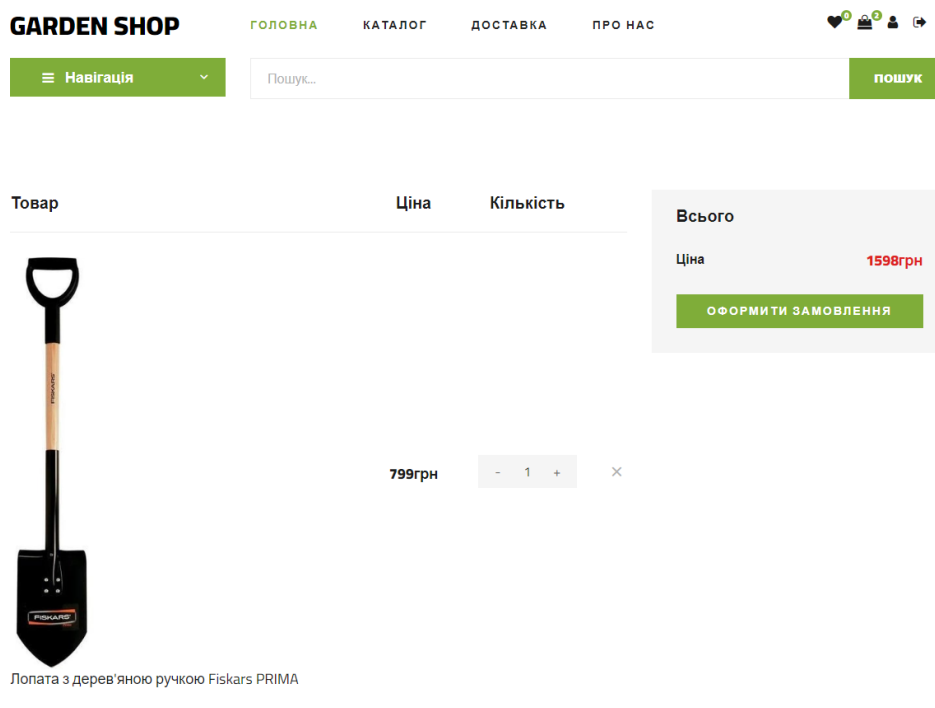 GARDEN SHOP
ГОЛОВНА КАТАЛОГ ДОСТАВКА ПРО НАС
0 2
Навігація
Пошук...
ПОШУК
Товар Ціна Кількість
Всього
Ціна 1598грн
ОФОРМИТИ ЗАМОВЛЕННЯ
FISKARS
799грн - 1 + ×
FISKARS
Лопата з дерев'яною ручкою Fiskars PRIMA